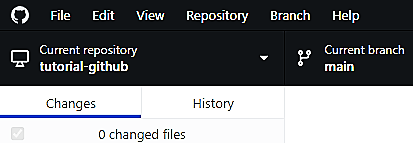 File Edit View Repository Branch Help
Current repository
tutorial-github
Current branch
main
Changes History
0 changed files